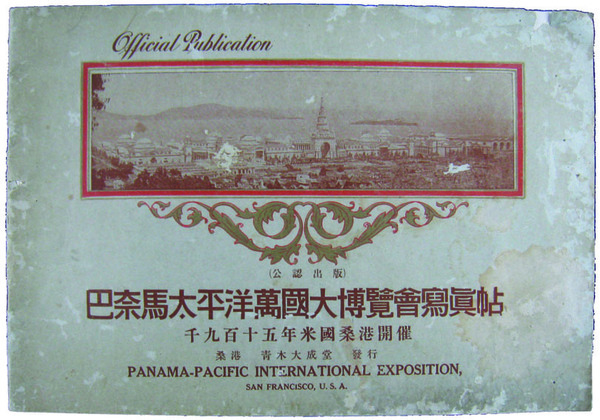 Official Publication
(公認出版)
巴奈馬太平洋萬國大博覽會寫眞帖
千九百十五年米國桑港開催
桑港 青木大成堂 發行
PANAMA-PACIFIC INTERNATIONAL EXPOSITION,
SAN FRANCISCO, U. S. A.